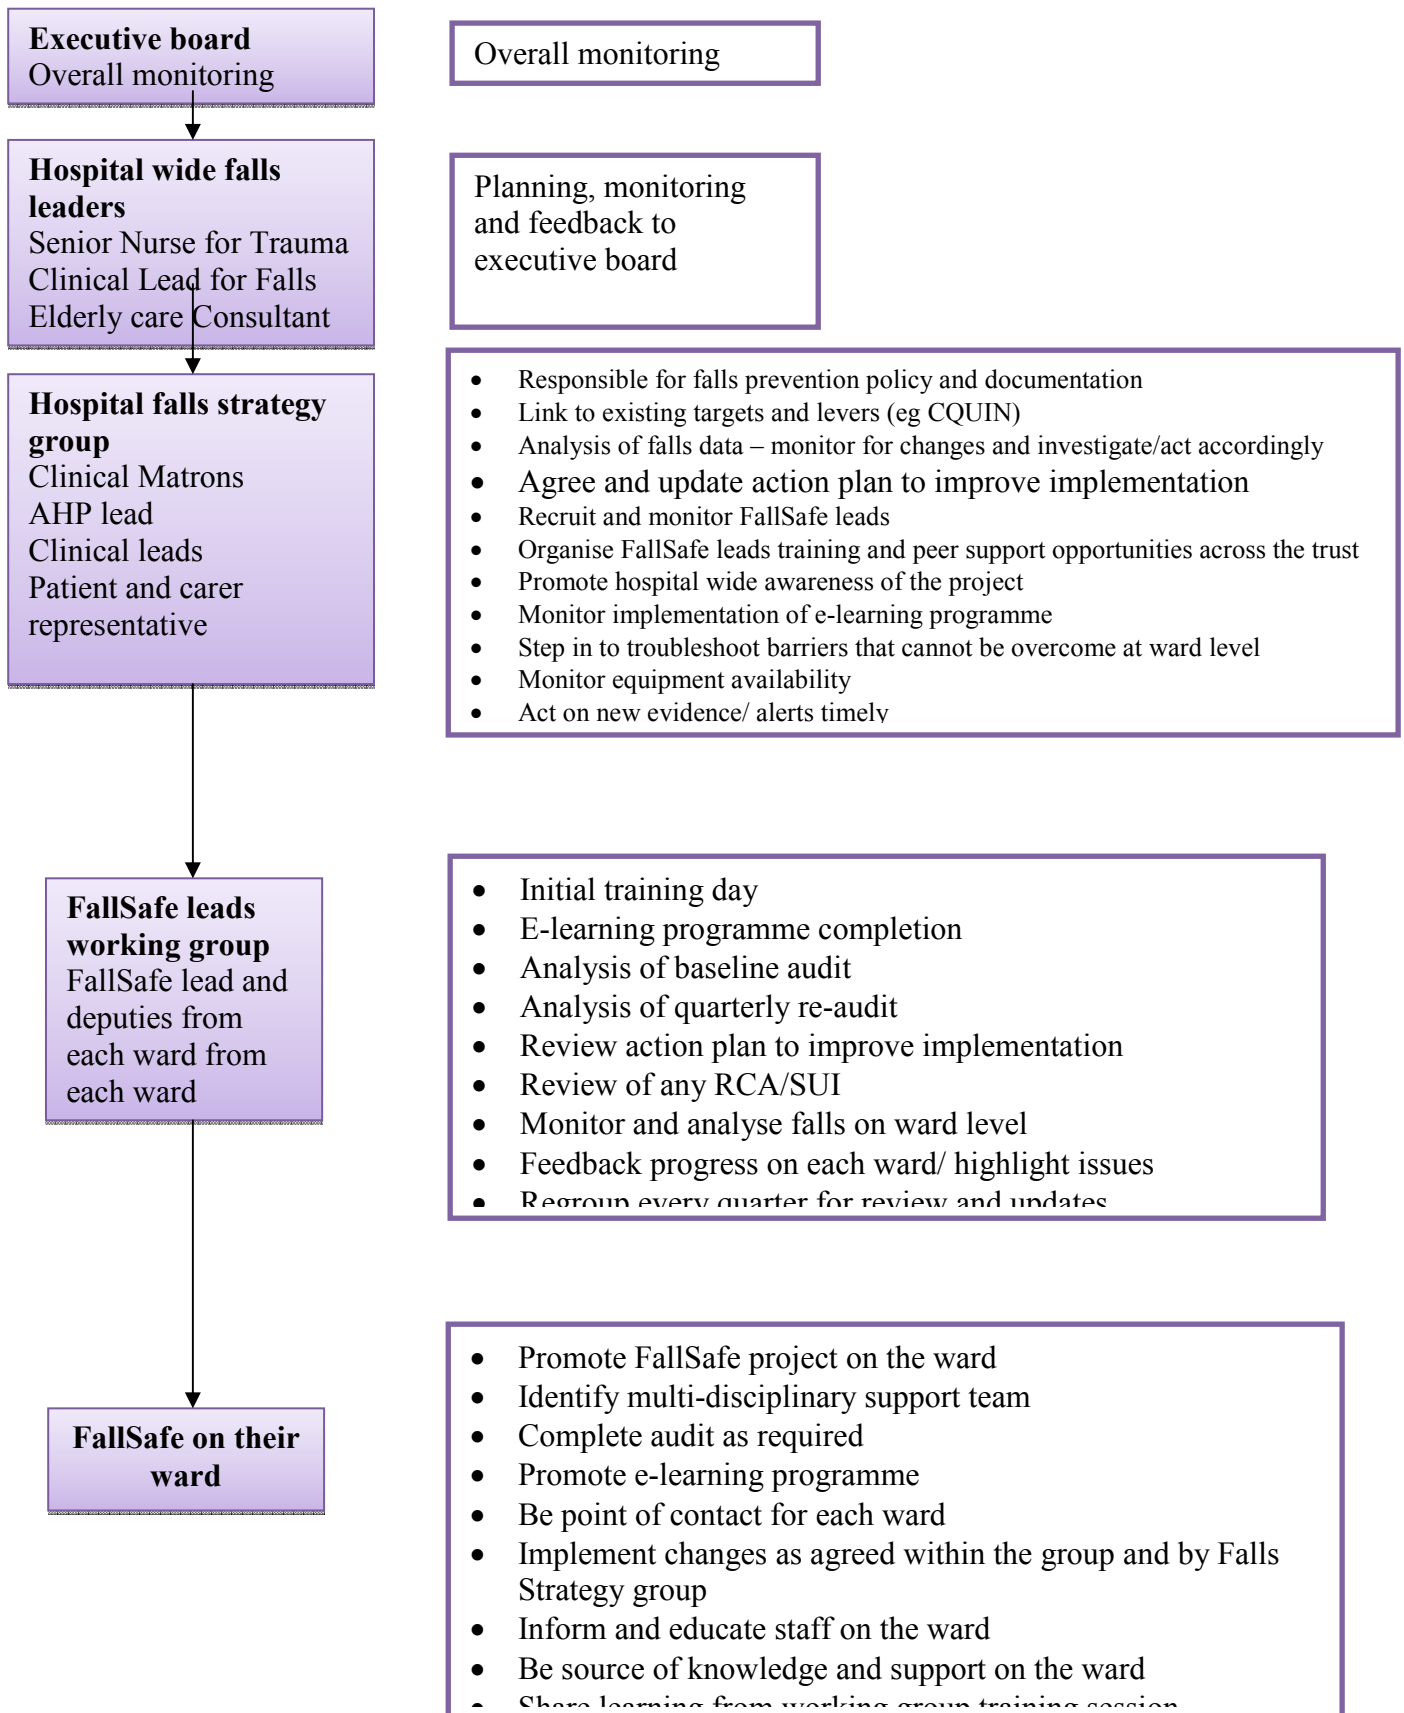 Executive board
Overall monitoring
Overall monitoring
Hospital wide falls
leaders
Senior Nurse for Trauma
Clinical Lead for Falls
Elderly care Consultant
Planning, monitoring
and feedback to
executive board
Hospital falls strategy
group
Clinical Matrons
AHP lead
Clinical leads
Patient and carer
representative
• Responsible for falls prevention policy and documentation
• Link to existing targets and levers (eg CQUIN)
• Analysis of falls data – monitor for changes and investigate/act accordingly
• Agree and update action plan to improve implementation
• Recruit and monitor FallSafe leads
• Organise FallSafe leads training and peer support opportunities across the trust
• Promote hospital wide awareness of the project
• Monitor implementation of e-learning programme
• Step in to troubleshoot barriers that cannot be overcome at ward level
• Monitor equipment availability
• Act on new evidence/ alerts timely
FallSafe leads
working group
FallSafe lead and
deputies from
each ward from
each ward
• Initial training day
• E-learning programme completion
• Analysis of baseline audit
• Analysis of quarterly re-audit
• Review action plan to improve implementation
• Review of any RCA/SUI
• Monitor and analyse falls on ward level
• Feedback progress on each ward/ highlight issues
• Regroup every quarter for review and updates
FallSafe on their
ward
• Promote FallSafe project on the ward
• Identify multi-disciplinary support team
• Complete audit as required
• Promote e-learning programme
• Be point of contact for each ward
• Implement changes as agreed within the group and by Falls
Strategy group
• Inform and educate staff on the ward
• Be source of knowledge and support on the ward
• Share learning from working group training session